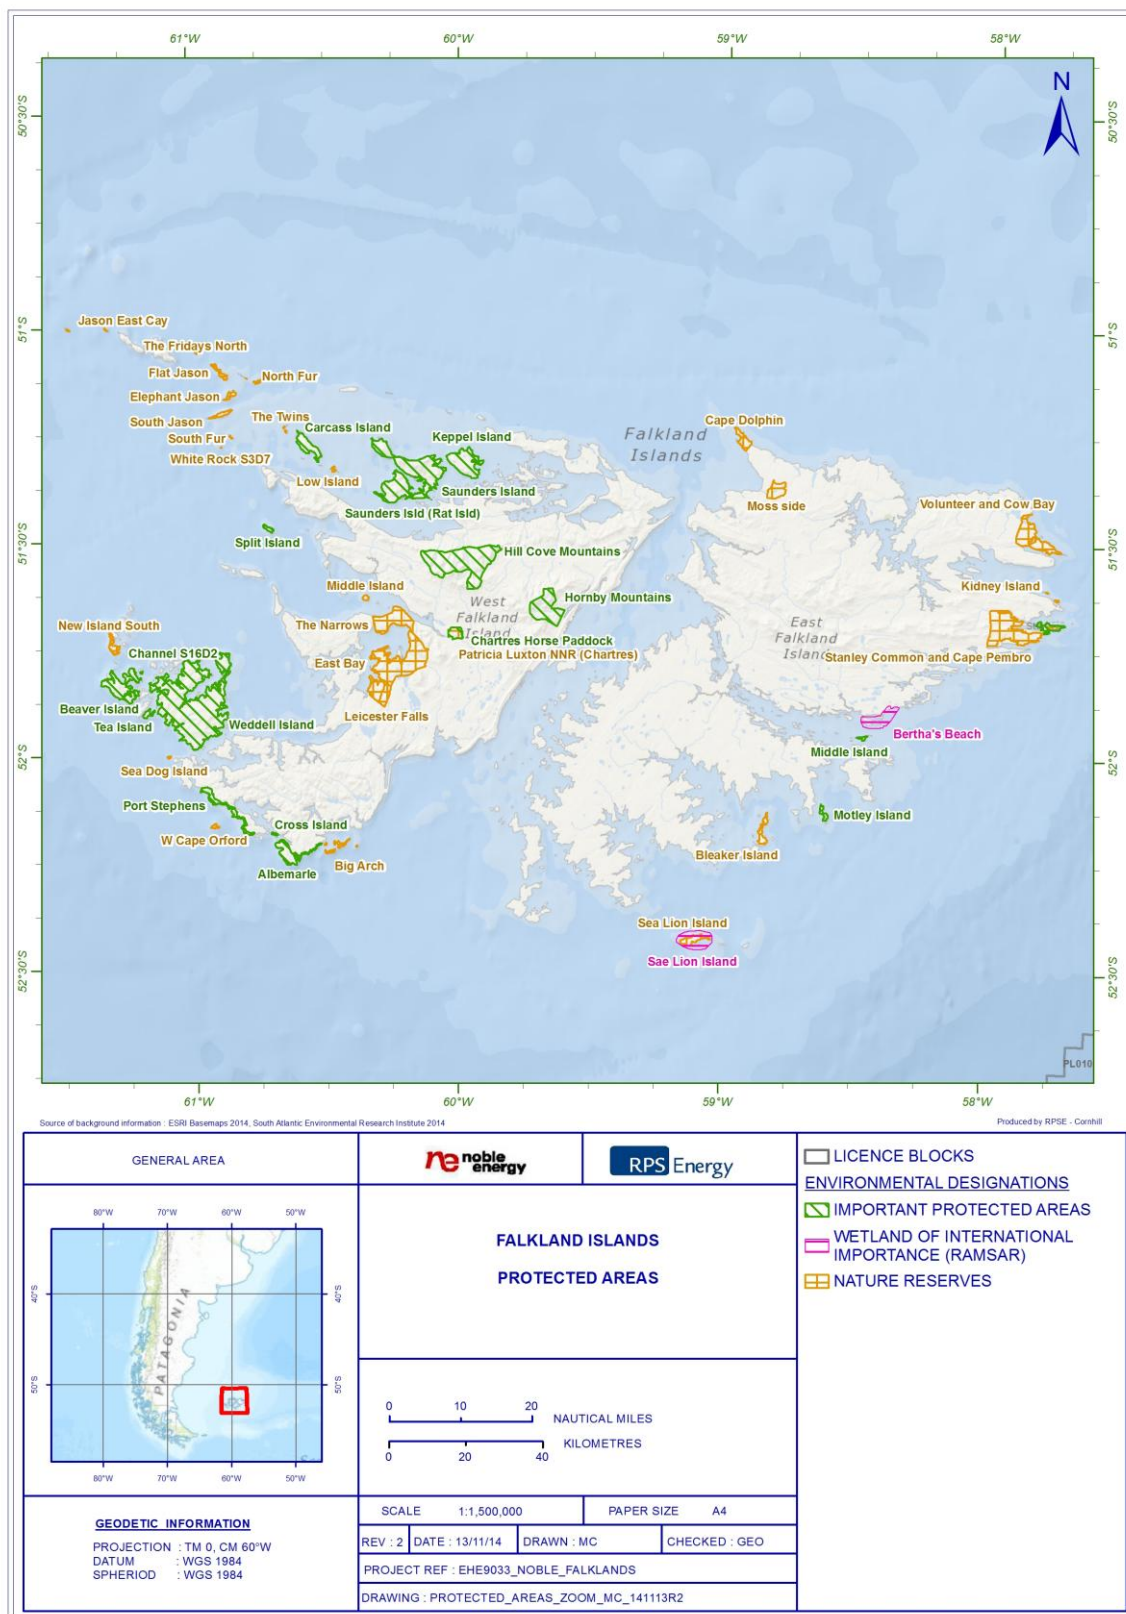 61°W 60°W 59°W 58°W
N
50°30'S 50°30'S
Jason East Cay
51°S 51°S
The Fridays North
Flat Jason
North Fur
Elephant Jason
South Jason
The Twins
Cape Dolphin
Carcass Island
Keppel Island
Falkland
Islands
South Fur
White Rock S3D7
Low Island
Saunders Island
Saunders Isld (Rat Isld)
Moss side
Volunteer and Cow Bay
Split Island
51°30'S 51°30'S
Hill Cove Mountains
Middle Island
Kidney Island
Hornby Mountains
West
Falkland
Island
New Island South
The Narrows
East
Falkland
Island
Chartres Horse Paddock
Patricia Luxton NNR (Chartres)
Stanley Common and Cape Pembro
Channel S16D2
East Bay
Beaver Island
Tea Island
Weddell Island
Leicester Falls
Bertha's Beach
Middle Island
52°S 52°S
Sea Dog Island
Port Stephens
Motley Island
Cross Island
W Cape Orford
Big Arch
Bleaker Island
Albemarle
Sea Lion Island
Sae Lion Island
52°30'S 52°30'S
PL010
61°W 60°W 59°W 58°W
Source of background information : ESRI Basemaps 2014, South Atlantic Environmental Research Institute 2014
Produced by RPSE - Cornhill
GENERAL AREA
noble
energy
RPS Energy
LICENCE BLOCKS
ENVIRONMENTAL DESIGNATIONS
IMPORTANT PROTECTED AREAS
WETLAND OF INTERNATIONAL
IMPORTANCE (RAMSAR)
NATURE RESERVES
80°W 70°W 60°W 50°W
40°S 40°S
PATAGONIA
50°S 50°S
80°W 70°W 60°W 50°W
FALKLAND ISLANDS
PROTECTED AREAS
0 10 20
NAUTICAL MILES
KILOMETRES
0 20 40
SCALE 1:1,500,000
PAPER SIZE A4
REV : 2 DATE : 13/11/14 DRAWN : MC CHECKED : GEO
PROJECT REF : EHE9033_NOBLE_FALKLANDS
DRAWING : PROTECTED_AREAS_ZOOM_MC_141113R2
GEODETIC INFORMATION
PROJECTION : TM 0, CM 60°W
DATUM : WGS 1984
SPHERIOD : WGS 1984